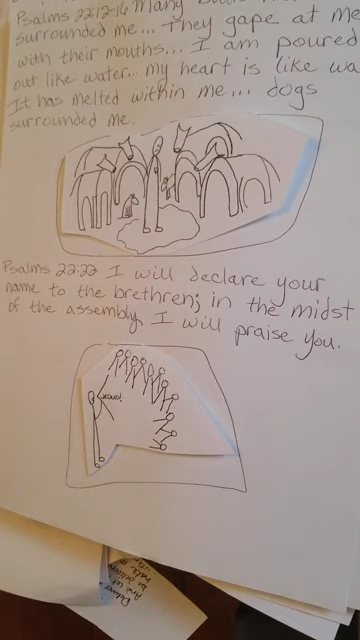 Psalms 22:12-16 Many
surrounded me... They gape at me
with their mouths... I am poured
out like water... my heart is like wa
It has melted within me... dogs
surrounded me.
Psalms 22:22 I will declare your
name to the brethren; in the midst
of the assembly, I will praise you.